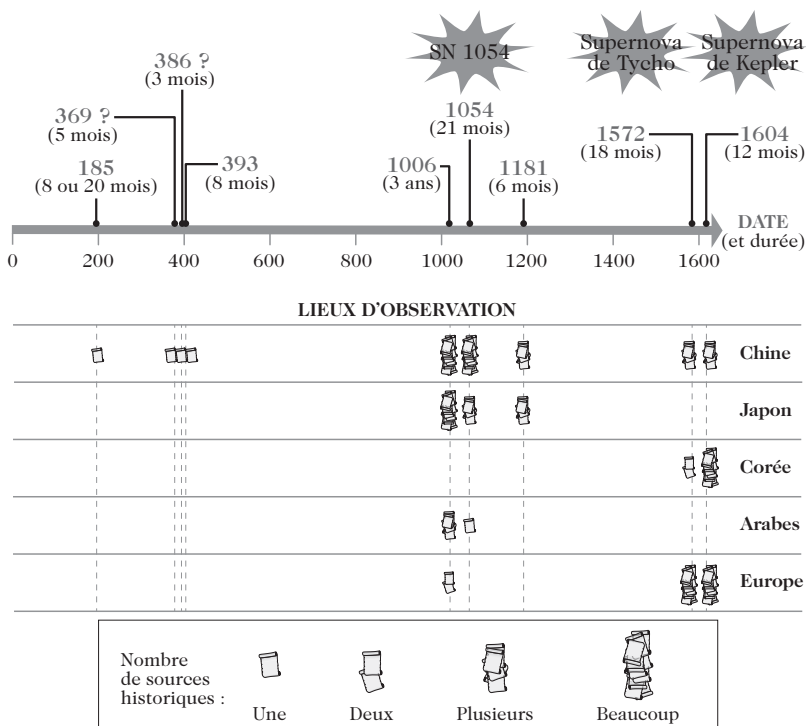 SN 1054
Supernova
de Tycho
Supernova
de Kepler
386 ?
(3 mois)
369 ?
(5 mois)
185
(8 ou 20 mois)
393
(8 mois)
1006
(3 ans)
1054
(21 mois)
1181
(6 mois)
1572
(18 mois)
1604
(12 mois)
DATE
(et durée)
0 200 400 600 800 1000 1200 1400 1600
LIEUX D'OBSERVATION
Chine
Japon
Corée
Arabes
Europe
Nombre
de sources
historiques :
Une Deux Plusieurs Beaucoup